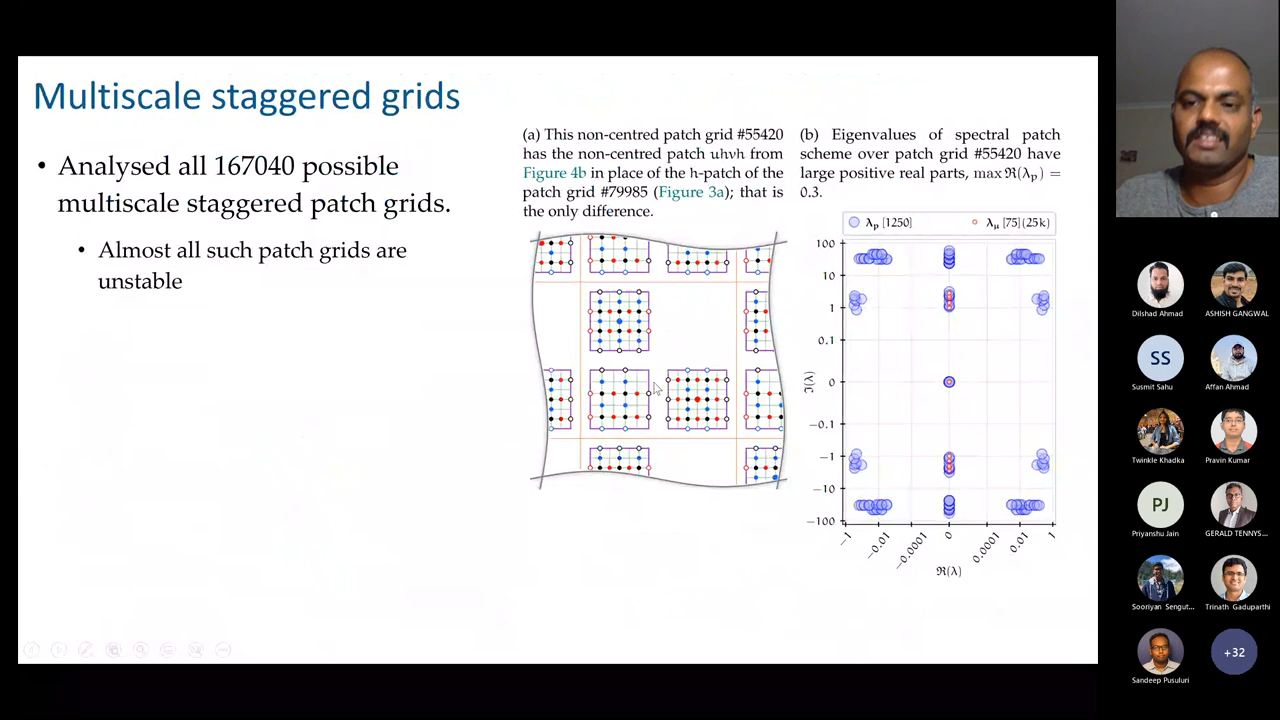 Multiscale staggered grids
• Analysed all 167040 possible
multiscale staggered patch grids.
• Almost all such patch grids are
unstable
(a) This non-centred patch grid #55420
has the non-centred patch uhvh from
Figure 4b in place of the h-patch of the
patch grid #79985 (Figure 3a); that is
the only difference.
(b) Eigenvalues of spectral patch
scheme over patch grid #55420 have
large positive real parts, max ℜ(λp) =
0.3.
λp [1250]
λμ [75](25k)
100
10
1
0.1
0
−0.1
−1
−10
−100
ℑ(λ)
−1
−0.01
−0.0001
0
0.0001
0.01
1
ℜ(λ)
Dilshad Ahmad
ASHISH GANGWAL
SS
Susmit Sahu
Affan Ahmad
Twinkle Khadka
Pravin Kumar
PJ
Priyanshu Jain
GERALD TENNYS...
Sooriyan Sengut...
Trinath Gaduparthi
Sandeep Pusuluri
+32